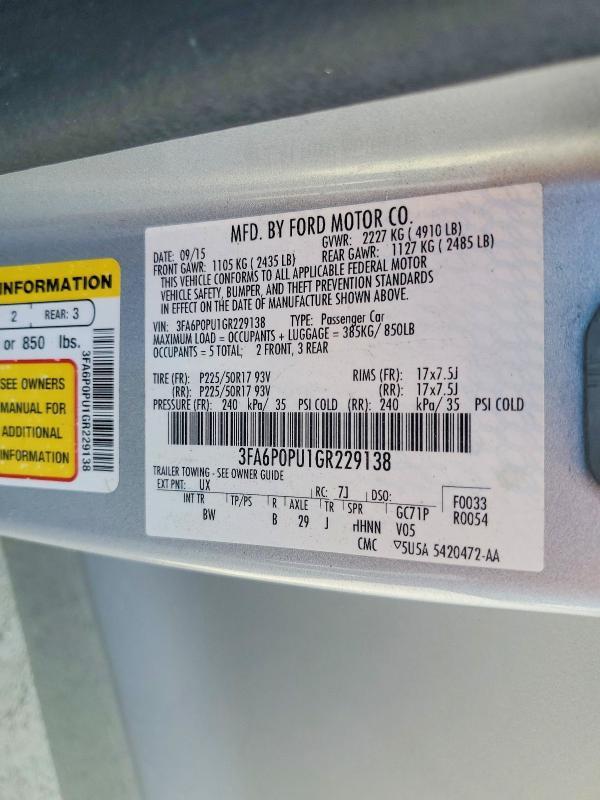 INFORMATION
2 REAR: 3
or 850 lbs.
SEE OWNERS
MANUAL FOR
ADDITIONAL
INFORMATION
3FA6P0PU1GR229138
MFD. BY FORD MOTOR CO.
DATE: 09/15 GVWR: 2227 KG (4910 LB)
FRONT GAWR: 1105 KG (2435 LB) REAR GAWR: 1127 KG (2485 LB)
THIS VEHICLE CONFORMS TO ALL APPLICABLE FEDERAL MOTOR
VEHICLE SAFETY, BUMPER, AND THEFT PREVENTION STANDARDS
IN EFFECT ON THE DATE OF MANUFACTURE SHOWN ABOVE.
VIN: 3FA6P0PU1GR229138 TYPE: Passenger Car
MAXIMUM LOAD = OCCUPANTS + LUGGAGE = 385KG/ 850LB
OCCUPANTS = 5 TOTAL; 2 FRONT, 3 REAR
TIRE (FR): P225/50R17 93V RIMS (FR): 17x7.5J
(RR): P225/50R17 93V (RR): 17x7.5J
PRESSURE (FR): 240 kPa/ 35 PSI COLD (RR): 240 kPa/ 35 PSI COLD
3FA6P0PU1GR229138
TRAILER TOWING - SEE OWNER GUIDE
EXT PNT: UX RC: 7J DSO: F0033
INT TR TP/PS R AXLE TR SPR GC71P R0054
BW B 29 J HHNN V05
CMC ▽5U5A 5420472-AA